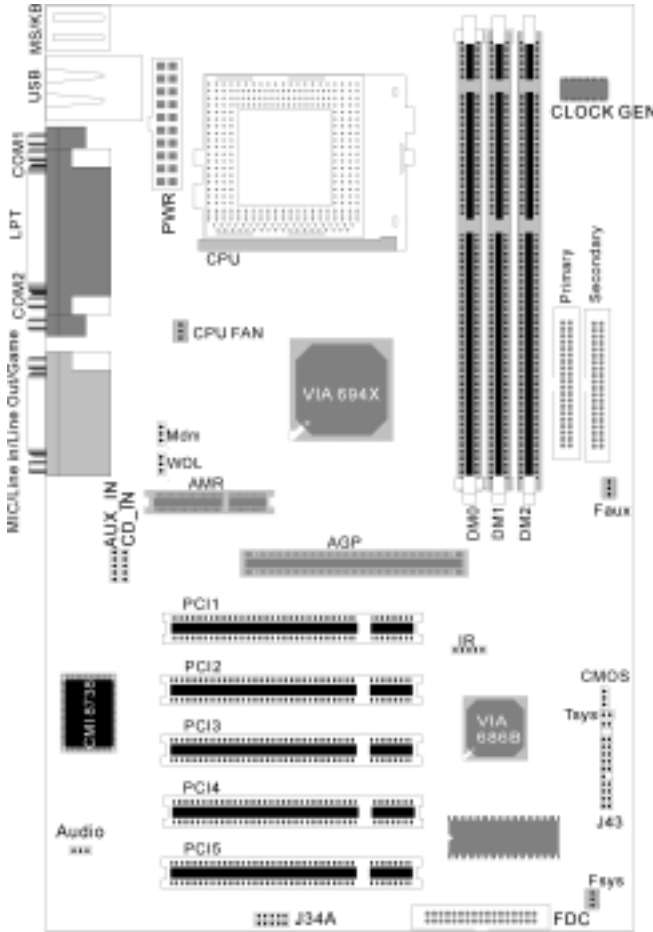 MS/KB
USB
CLOCK GEN
COM1
LPT
PWR
CPU
COM2
Primary
Secondary
CPU FAN
VIA 694X
MIC/Line in/Line Out/Game
Mdm
WOL
AMR
AUX_IN
CD_IN
DM0
DM1
DM2
Faux
AGP
PCI1
IR
PCI2
CMOS
CMI 8738
Tsys
VIA
686B
PCI3
PCI4
J43
Audio
PCI5
Fsys
J34A
FDC